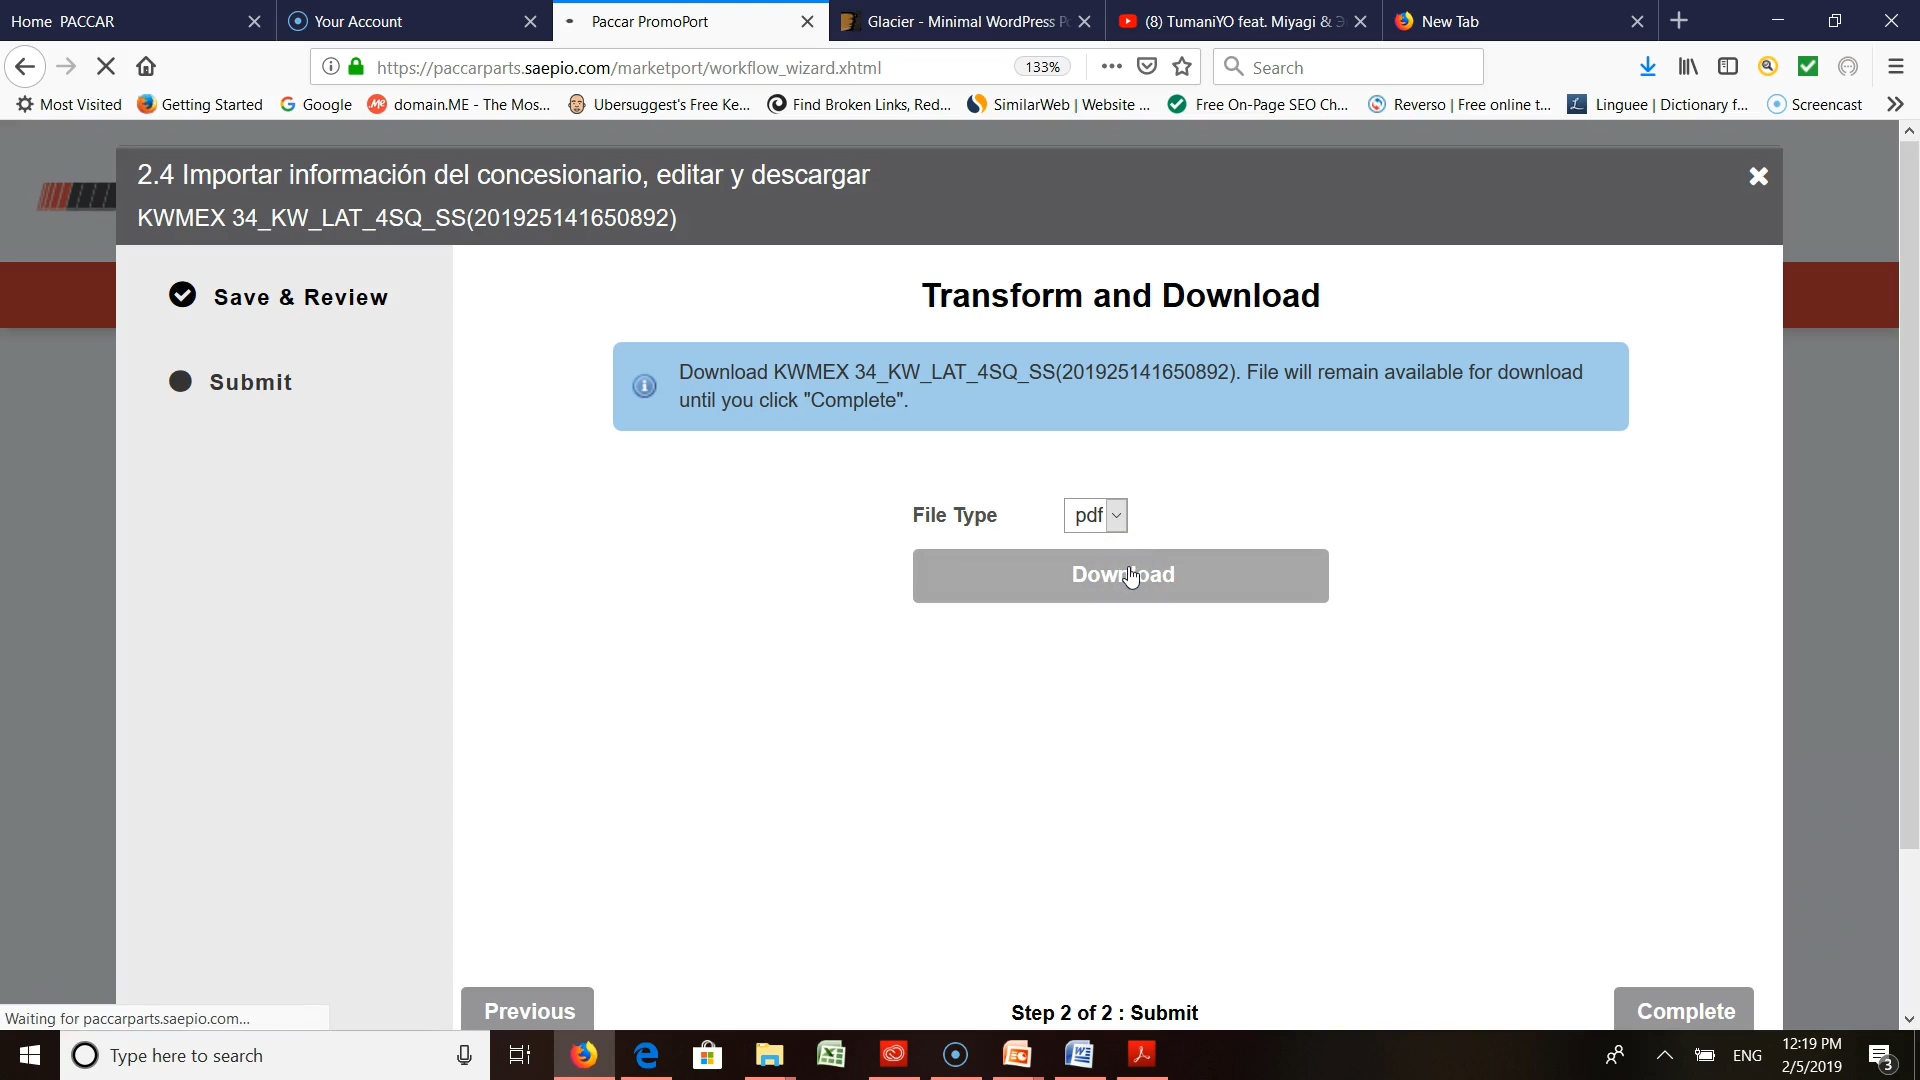 Home PACCAR
Your Account
Paccar PromoPort
Glacier - Minimal WordPress
(8) TumaniYO feat. Miyagi &
New Tab
https://paccarparts.saepio.com/marketport/workflow_wizard.xhtml
133%
Search
Most Visited
Getting Started
Google
domain.ME - The Mos...
Ubersuggest's Free Ke...
Find Broken Links, Red...
SimilarWeb | Website ...
Free On-Page SEO Ch...
Reverso | Free online t...
Linguee | Dictionary f...
Screencast
2.4 Importar información del concesionario, editar y descargar
KWMEX 34_KW_LAT_4SQ_SS(201925141650892)
Save & Review
Submit
Transform and Download
Download KWMEX 34_KW_LAT_4SQ_SS(201925141650892). File will remain available for download
until you click "Complete".
File Type
pdf
Download
Previous
Step 2 of 2 : Submit
Complete
Waiting for paccarparts.saepio.com...
Type here to search
ENG
12:19 PM
2/5/2019
3